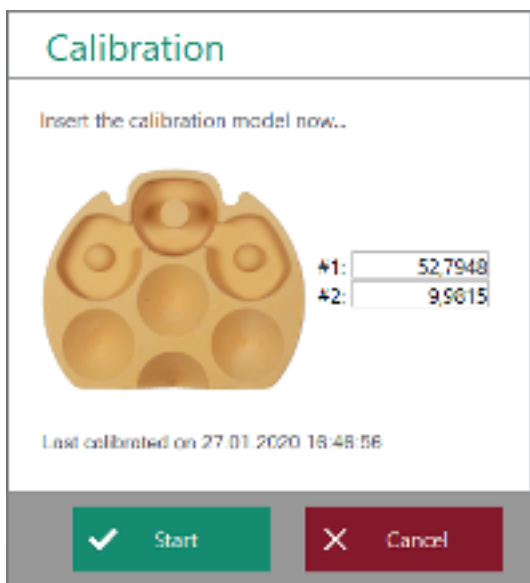 Calibration
Insert the calibration model now...
#1: 52,7948
#2: 9,9815
Last calibrated on 27.01.2020 16:46:56
Start
Cancel